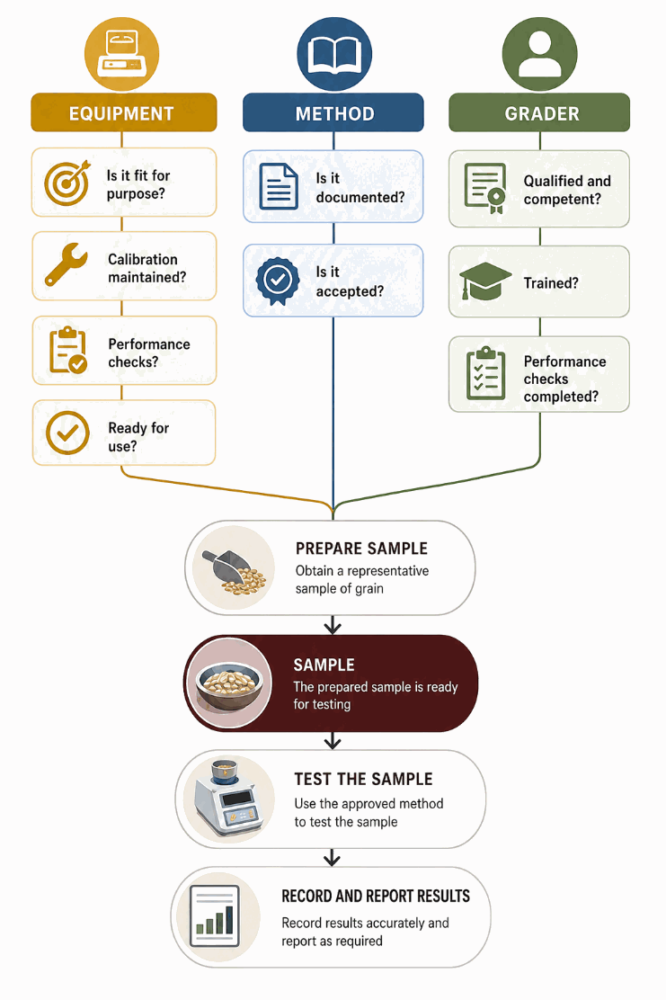 EQUIPMENT
Is it fit for
purpose?
Calibration
maintained?
Performance
checks?
Ready for
use?
METHOD
Is it
documented?
Is it
accepted?
GRADER
Qualified and
competent?
Trained?
Performance
checks
completed?
PREPARE SAMPLE
Obtain a representative
sample of grain
SAMPLE
The prepared sample is ready
for testing
TEST THE SAMPLE
Use the approved method
to test the sample
RECORD AND REPORT RESULTS
Record results accurately and
report as required